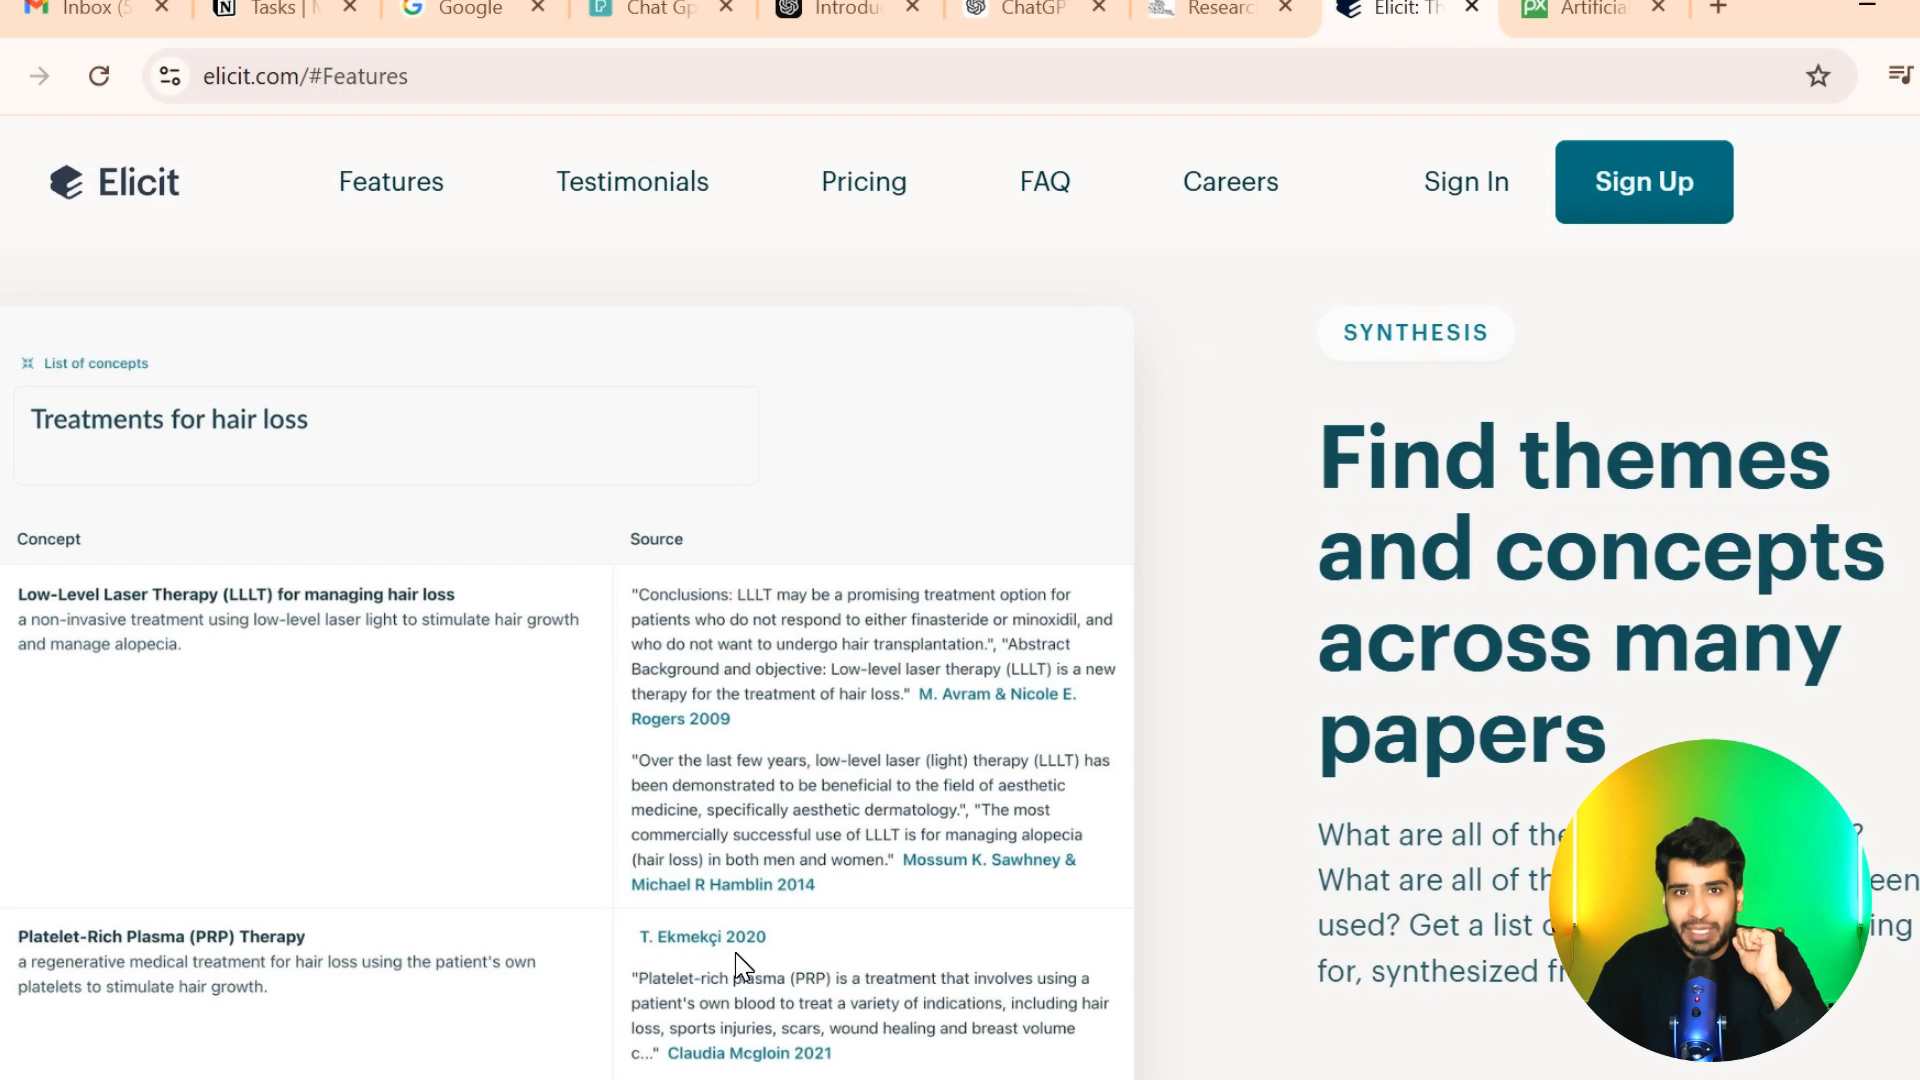 Inbox (5
Tasks |
Google
Chat Gp
Introdu
ChatGP
Researc
Elicit: Th
Artificia
elicit.com/#Features
Elicit
Features
Testimonials
Pricing
FAQ
Careers
Sign In
Sign Up
List of concepts
Treatments for hair loss
Concept
Source
Low-Level Laser Therapy (LLLT) for managing hair loss
a non-invasive treatment using low-level laser light to stimulate hair growth
and manage alopecia.
"Conclusions: LLLT may be a promising treatment option for
patients who do not respond to either finasteride or minoxidil, and
who do not want to undergo hair transplantation.", "Abstract
Background and objective: Low-level laser therapy (LLLT) is a new
therapy for the treatment of hair loss." M. Avram & Nicole E.
Rogers 2009
"Over the last few years, low-level laser (light) therapy (LLLT) has
been demonstrated to be beneficial to the field of aesthetic
medicine, specifically aesthetic dermatology.", "The most
commercially successful use of LLLT is for managing alopecia
(hair loss) in both men and women." Mossum K. Sawhney &
Michael R Hamblin 2014
Platelet-Rich Plasma (PRP) Therapy
a regenerative medical treatment for hair loss using the patient's own
platelets to stimulate hair growth.
T. Ekmekçi 2020
"Platelet-rich plasma (PRP) is a treatment that involves using a
patient's own blood to treat a variety of indications, including hair
loss, sports injuries, scars, wound healing and breast volume
c..." Claudia Mcgloin 2021
SYNTHESIS
Find themes
and concepts
across many
papers
What are all of the ?
What are all of th een
used? Get a list ing
for, synthesized